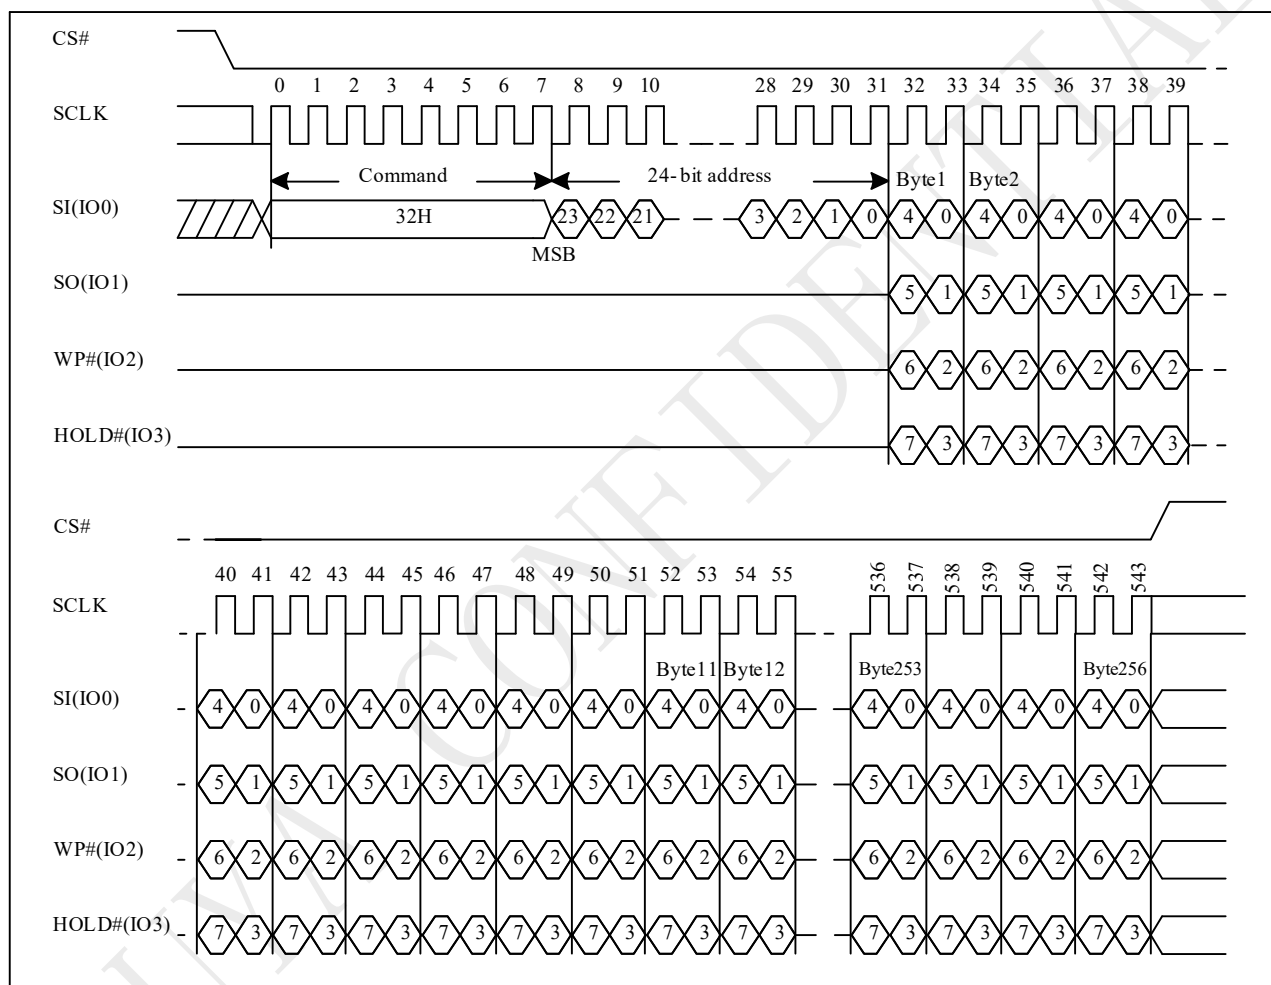 CS#
0 1 2 3 4 5 6 7 8 9 10 28 29 30 31 32 33 34 35 36 37 38 39
SCLK
Command 24-bit address Byte1 Byte2
SI(IO0) 32H 23 22 21 3 2 1 0 4 0 4 0 4 0 4 0
MSB
SO(IO1) 5 1 5 1 5 1 5 1
WP#(IO2) 6 2 6 2 6 2 6 2
HOLD#(IO3) 7 3 7 3 7 3 7 3
CS#
40 41 42 43 44 45 46 47 48 49 50 51 52 53 54 55 536 537 538 539 540 541 542 543
SCLK
Byte11 Byte12 Byte253 Byte256
SI(IO0) 4 0 4 0 4 0 4 0 4 0 4 0 4 0 4 0 4 0 4 0 4 0 4 0
SO(IO1) 5 1 5 1 5 1 5 1 5 1 5 1 5 1 5 1 5 1 5 1 5 1 5 1
WP#(IO2) 6 2 6 2 6 2 6 2 6 2 6 2 6 2 6 2 6 2 6 2 6 2 6 2
HOLD#(IO3) 7 3 7 3 7 3 7 3 7 3 7 3 7 3 7 3 7 3 7 3 7 3 7 3
CONFIDENTIAL